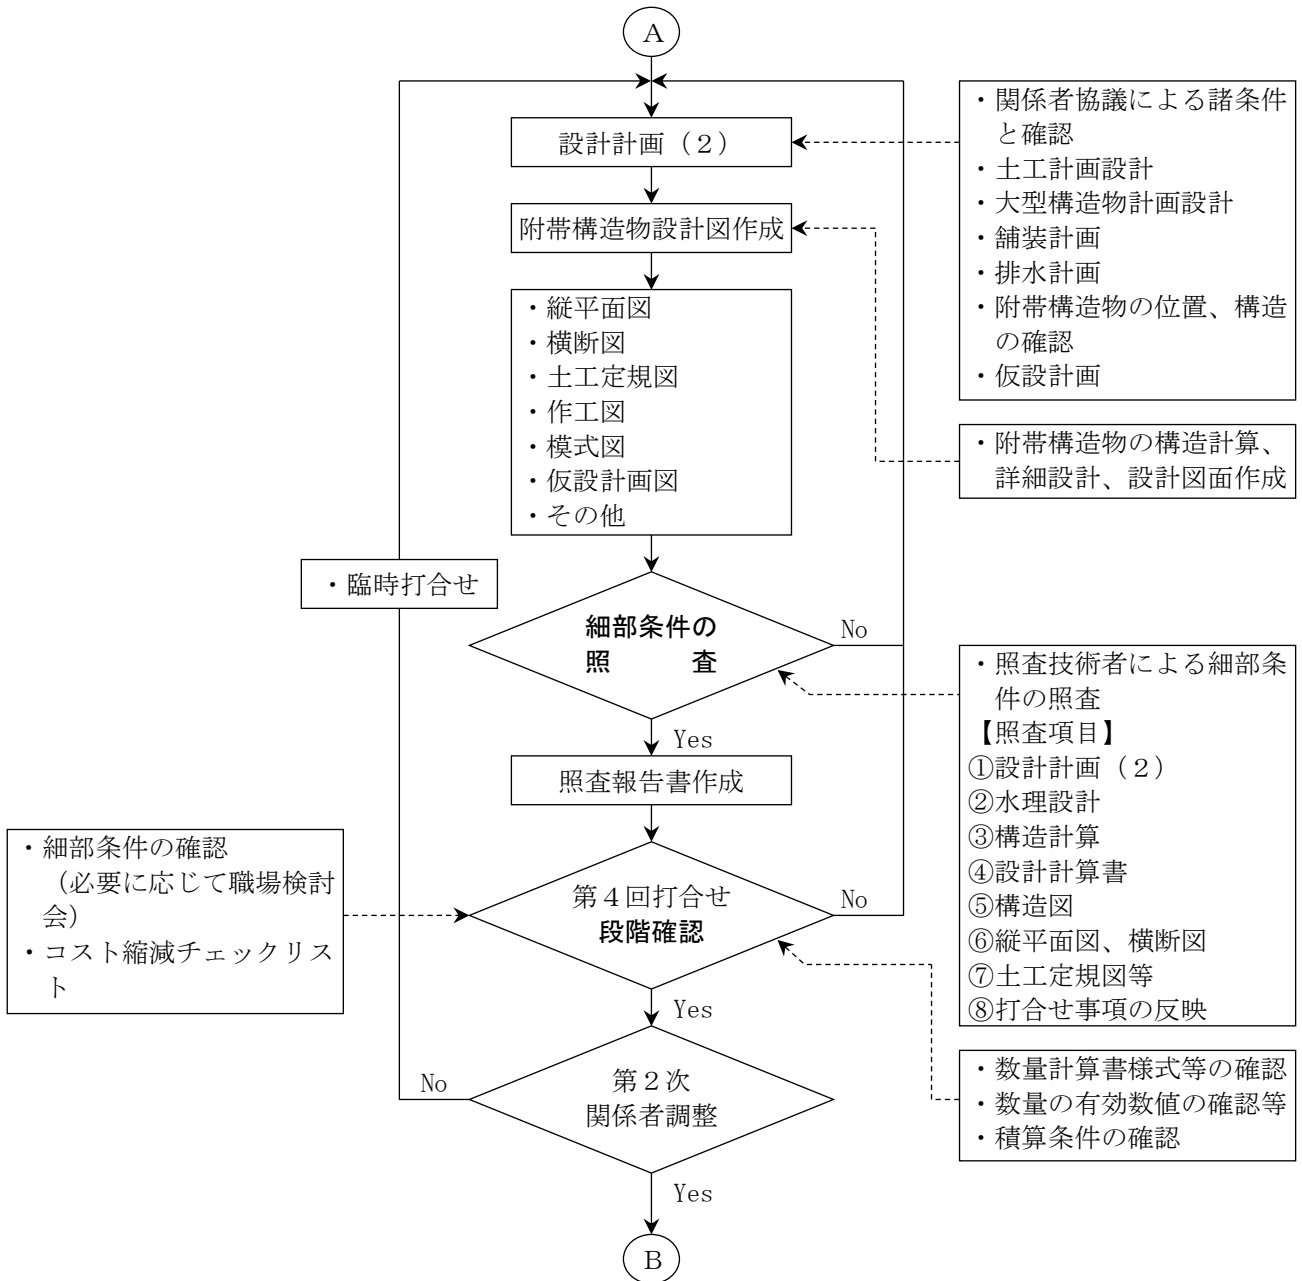 A
設計計画（２）
・関係者協議による諸条件
と確認
・土工計画設計
・大型構造物計画設計
・舗装計画
・排水計画
・附帯構造物の位置、構造
の確認
・仮設計画
附帯構造物設計図作成
・縦平面図
・横断図
・土工定規図
・作工図
・模式図
・仮設計画図
・その他
・附帯構造物の構造計算、
詳細設計、設計図面作成
・臨時打合せ
細部条件の
照　　　査
No
Yes
・照査技術者による細部条
件の照査
【照査項目】
①設計計画（２）
②水理設計
③構造計算
④設計計算書
⑤構造図
⑥縦平面図、横断図
⑦土工定規図等
⑧打合せ事項の反映
照査報告書作成
・細部条件の確認
（必要に応じて職場検討
会）
・コスト縮減チェックリス
ト
第４回打合せ
段階確認
No
Yes
・数量計算書様式等の確認
・数量の有効数値の確認等
・積算条件の確認
第２次
関係者調整
No
Yes
B